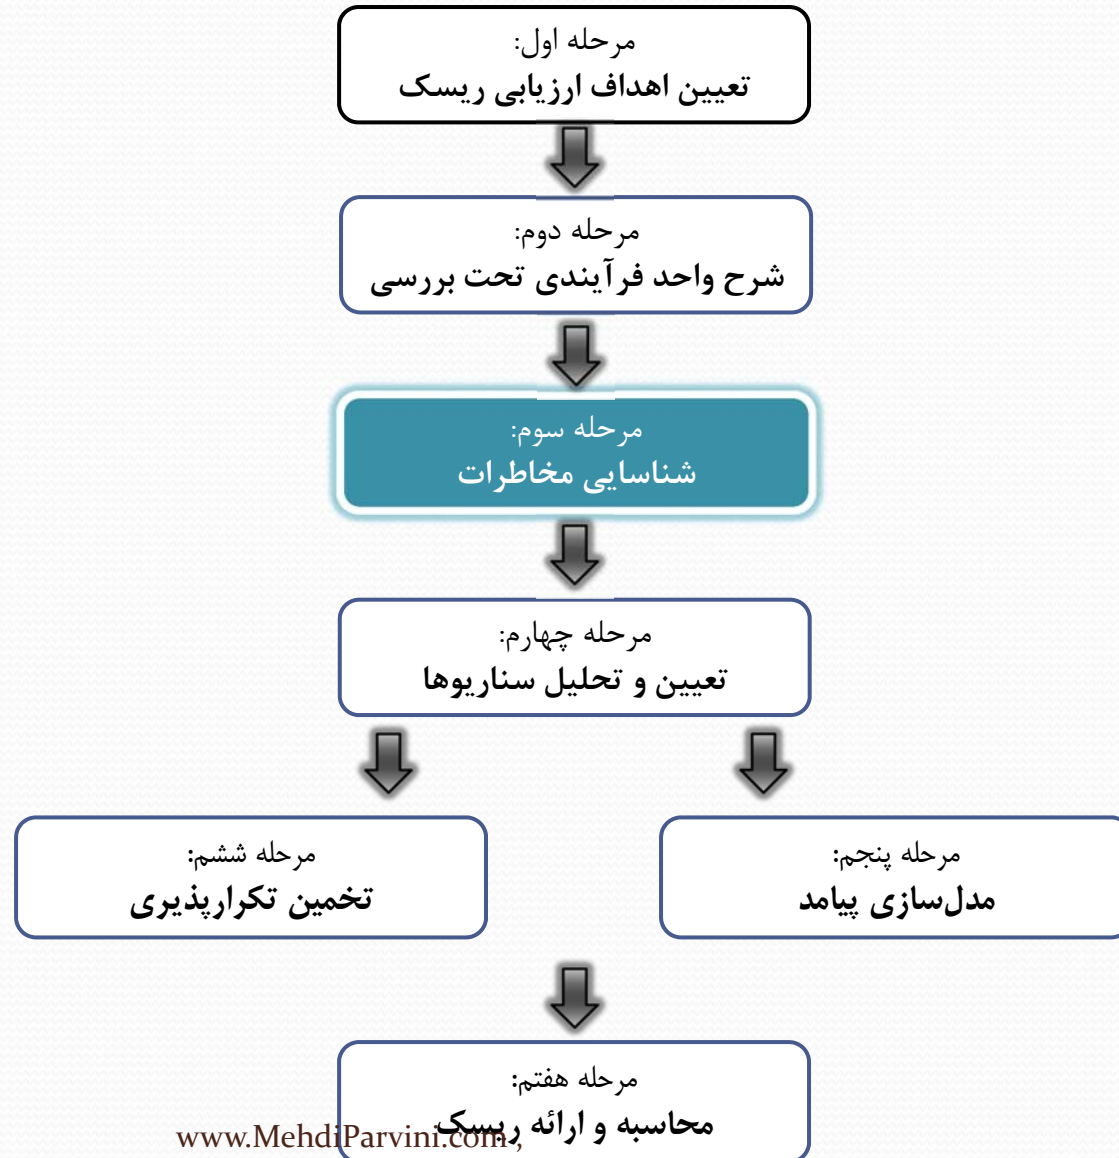 مرحله اول:
تعیین اهداف ارزیابی ریسک
مرحله دوم:
شرح واحد فرآیندی تحت بررسی
مرحله سوم:
شناسایی مخاطرات
مرحله چهارم:
تعیین و تحلیل سناریوها
مرحله پنجم:
مدل‌سازی پیامد
مرحله ششم:
تخمین تکرارپذیری
مرحله هفتم:
محاسبه و ارائه ریسک
www.MehdiParvini.com ,